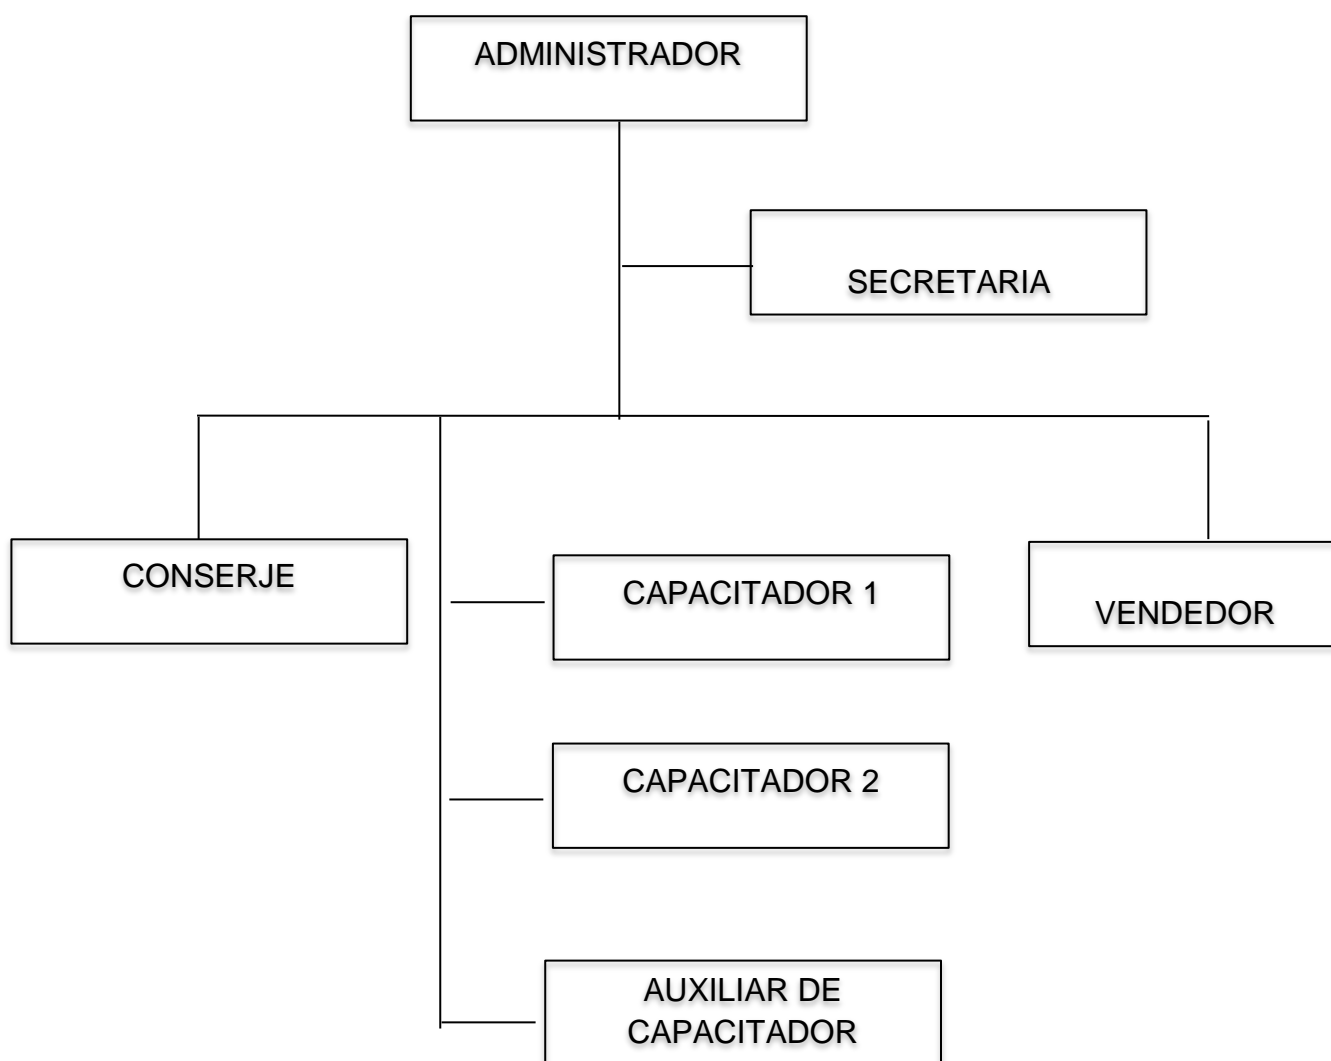 ADMINISTRADOR
SECRETARIA
CONSERJE
CAPACITADOR 1
VENDEDOR
CAPACITADOR 2
AUXILIAR DE
CAPACITADOR